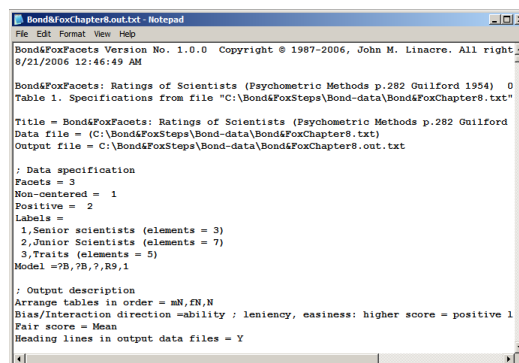 Bond&FoxChapter8.out.txt - Notepad
File Edit Format View Help
Bond&FoxFacets Version No. 1.0.0 Copyright © 1987-2006, John M. Linacre. All right
8/21/2006 12:46:49 AM
Bond&FoxFacets: Ratings of Scientists (Psychometric Methods p.282 Guilford 1954) 0
Table 1. Specifications from file "C:\Bond&FoxSteps\Bond-data\Bond&FoxChapter8.txt"
Title = Bond&FoxFacets: Ratings of Scientists (Psychometric Methods p.282 Guilford
Data file = (C:\Bond&FoxSteps\Bond-data\Bond&FoxChapter8.txt)
Output file = C:\Bond&FoxSteps\Bond-data\Bond&FoxChapter8.out.txt
; Data specification
Facets = 3
Non-centered = 1
Positive = 2
Labels =
1,Senior scientists (elements = 3)
2,Junior Scientists (elements = 7)
3,Traits (elements = 5)
Model =?B,?B,?,R9,1
; Output description
Arrange tables in order = mN,fN,N
Bias/Interaction direction =ability ; leniency, easiness: higher score = positive l
Fair score = Mean
Heading lines in output data files = Y